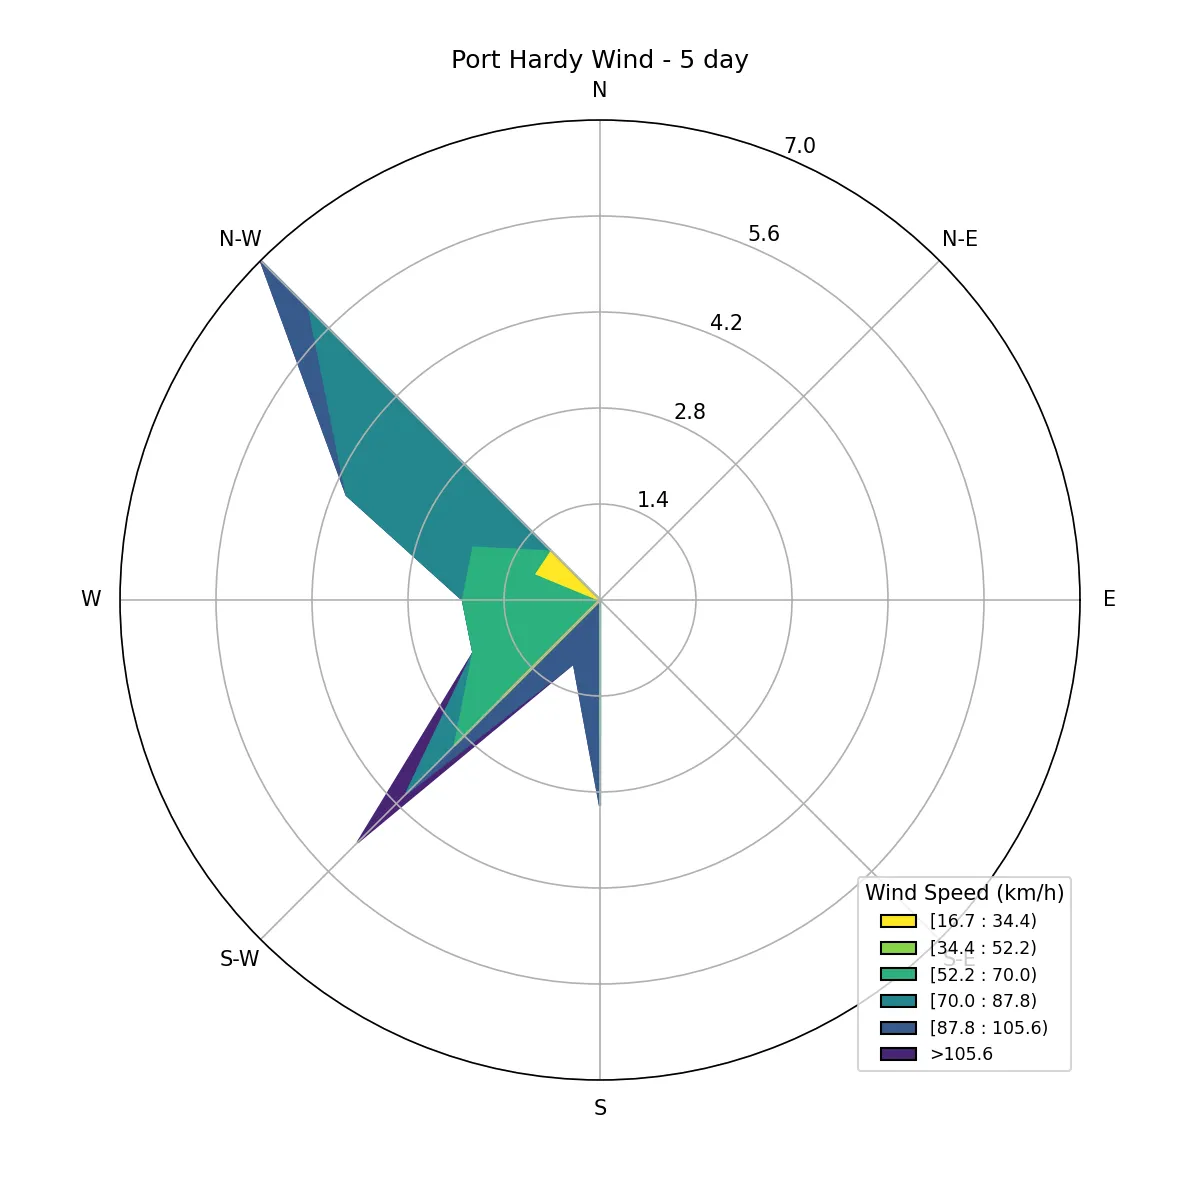 Port Hardy Wind - 5 day
N
7.0
N-W
5.6
N-E
4.2
2.8
1.4
W
E
S-W
S-E
S
Wind Speed (km/h)
[16.7 : 34.4)
[34.4 : 52.2)
[52.2 : 70.0)
[70.0 : 87.8)
[87.8 : 105.6)
>105.6